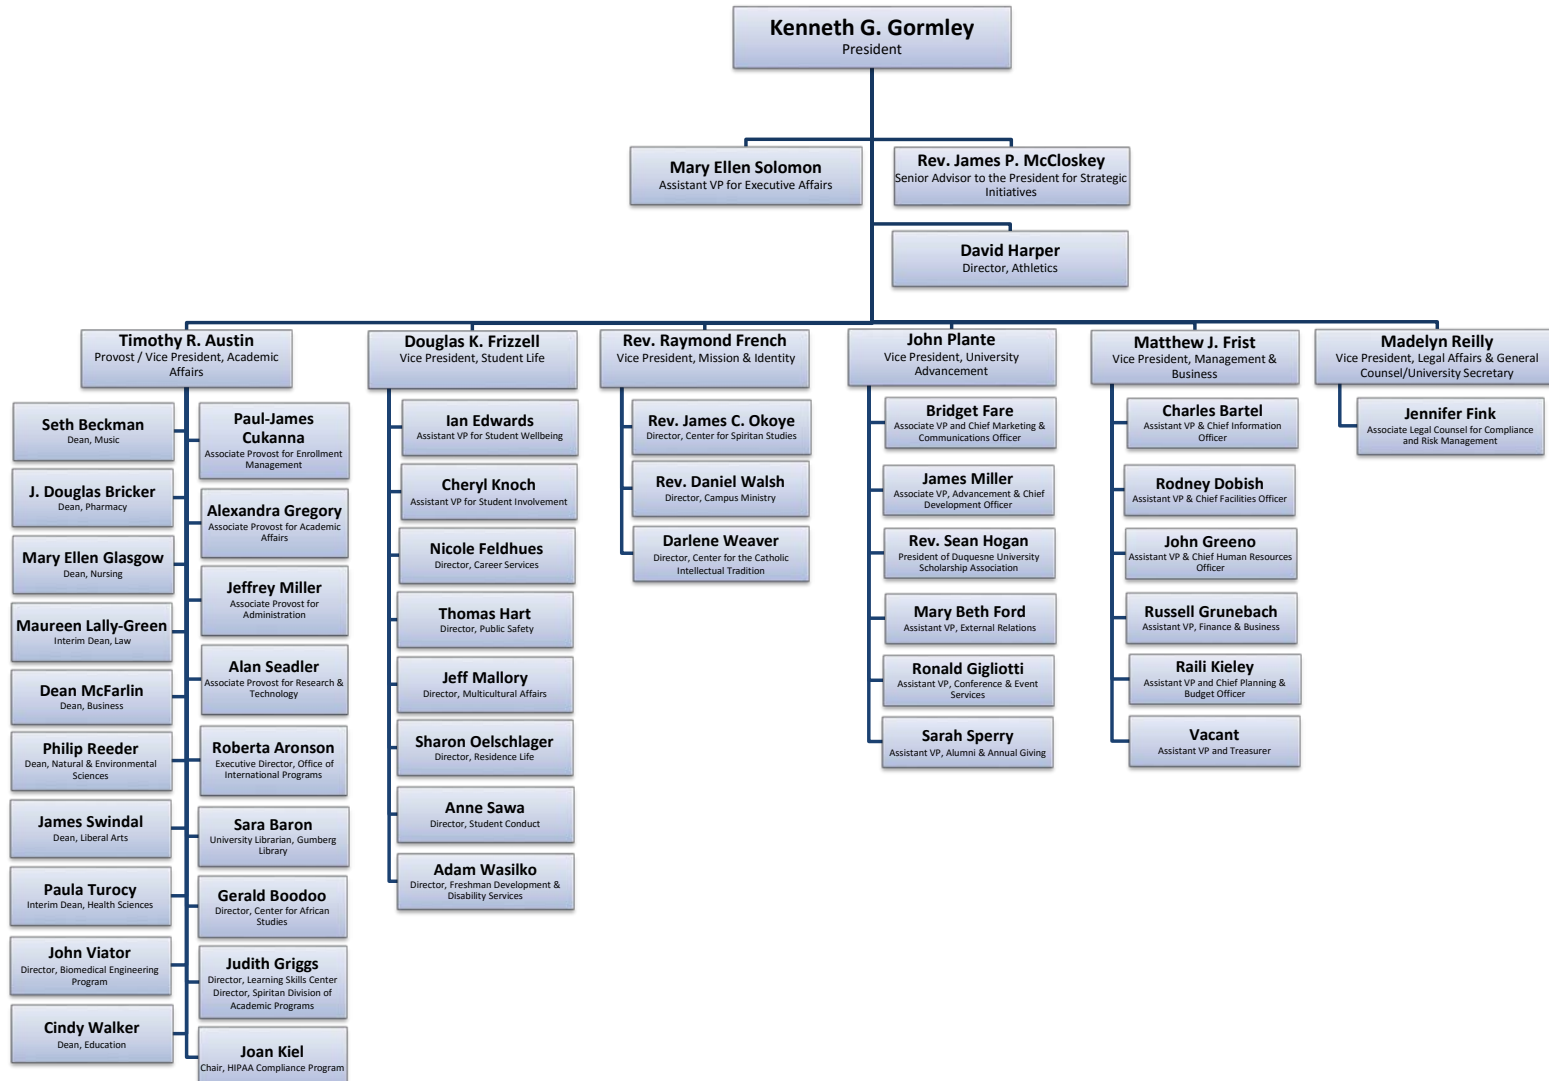 Kenneth G. Gormley
President
Mary Ellen Solomon
Assistant VP for Executive Affairs
Rev. James P. McCloskey
Senior Advisor to the President for Strategic
Initiatives
David Harper
Director, Athletics
Timothy R. Austin
Provost / Vice President, Academic
Affairs
Seth Beckman
Dean, Music
J. Douglas Bricker
Dean, Pharmacy
Mary Ellen Glasgow
Dean, Nursing
Maureen Lally-Green
Interim Dean, Law
Dean McFarlin
Dean, Business
Philip Reeder
Dean, Natural & Environmental
Sciences
James Swindal
Dean, Liberal Arts
Paula Turocy
Interim Dean, Health Sciences
John Viator
Director, Biomedical Engineering
Program
Cindy Walker
Dean, Education
Paul-James
Cukanna
Associate Provost for Enrollment
Management
Alexandra Gregory
Associate Provost for Academic
Affairs
Jeffrey Miller
Associate Provost for
Administration
Alan Seadler
Associate Provost for Research &
Technology
Roberta Aronson
Executive Director, Office of
International Programs
Sara Baron
University Librarian, Gumberg
Library
Gerald Boodoo
Director, Center for African
Studies
Judith Griggs
Director, Learning Skills Center
Director, Spiritan Division of
Academic Programs
Joan Kiel
Chair, HIPAA Compliance Program
Douglas K. Frizzell
Vice President, Student Life
Ian Edwards
Assistant VP for Student Wellbeing
Cheryl Knoch
Assistant VP for Student Involvement
Nicole Feldhues
Director, Career Services
Thomas Hart
Director, Public Safety
Jeff Mallory
Director, Multicultural Affairs
Sharon Oelschlager
Director, Residence Life
Anne Sawa
Director, Student Conduct
Adam Wasilko
Director, Freshman Development &
Disability Services
Rev. Raymond French
Vice President, Mission & Identity
Rev. James C. Okoye
Director, Center for Spiritan Studies
Rev. Daniel Walsh
Director, Campus Ministry
Darlene Weaver
Director, Center for the Catholic
Intellectual Tradition
John Plante
Vice President, University
Advancement
Bridget Fare
Associate VP and Chief Marketing &
Communications Officer
James Miller
Associate VP, Advancement & Chief
Development Officer
Rev. Sean Hogan
President of Duquesne University
Scholarship Association
Mary Beth Ford
Assistant VP, External Relations
Ronald Gigliotti
Assistant VP, Conference & Event
Services
Sarah Sperry
Assistant VP, Alumni & Annual Giving
Matthew J. Frist
Vice President, Management &
Business
Charles Bartel
Assistant VP & Chief Information
Officer
Rodney Dobish
Assistant VP & Chief Facilities Officer
John Greeno
Assistant VP & Chief Human Resources
Officer
Russell Grunebach
Assistant VP, Finance & Business
Raili Kieley
Assistant VP and Chief Planning &
Budget Officer
Vacant
Assistant VP and Treasurer
Madelyn Reilly
Vice President, Legal Affairs & General
Counsel/University Secretary
Jennifer Fink
Associate Legal Counsel for Compliance
and Risk Management